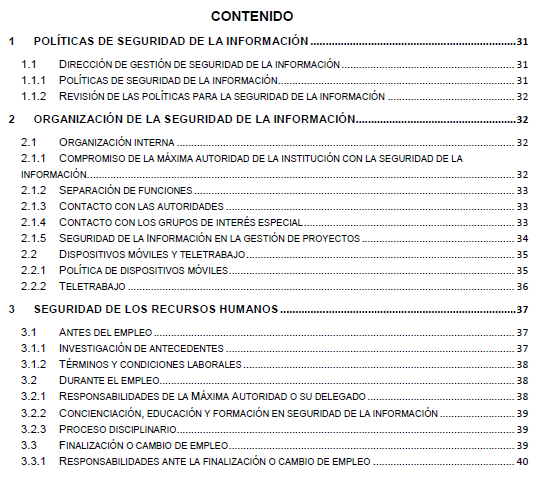 CONTENIDO
1 POLÍTICAS DE SEGURIDAD DE LA INFORMACIÓN ........ 31
1.1 DIRECCIÓN DE GESTIÓN DE SEGURIDAD DE LA INFORMACIÓN ........ 31
1.1.1 POLÍTICAS DE SEGURIDAD DE LA INFORMACIÓN ........ 31
1.1.2 REVISIÓN DE LAS POLÍTICAS PARA LA SEGURIDAD DE LA INFORMACIÓN ........ 32
2 ORGANIZACIÓN DE LA SEGURIDAD DE LA INFORMACIÓN ........ 32
2.1 ORGANIZACIÓN INTERNA ........ 32
2.1.1 COMPROMISO DE LA MÁXIMA AUTORIDAD DE LA INSTITUCIÓN CON LA SEGURIDAD DE LA
INFORMACIÓN ........ 32
2.1.2 SEPARACIÓN DE FUNCIONES ........ 33
2.1.3 CONTACTO CON LAS AUTORIDADES ........ 33
2.1.4 CONTACTO CON LOS GRUPOS DE INTERÉS ESPECIAL ........ 33
2.1.5 SEGURIDAD DE LA INFORMACIÓN EN LA GESTIÓN DE PROYECTOS ........ 34
2.2 DISPOSITIVOS MÓVILES Y TELETRABAJO ........ 35
2.2.1 POLÍTICA DE DISPOSITIVOS MÓVILES ........ 35
2.2.2 TELETRABAJO ........ 36
3 SEGURIDAD DE LOS RECURSOS HUMANOS ........ 37
3.1 ANTES DEL EMPLEO ........ 37
3.1.1 INVESTIGACIÓN DE ANTECEDENTES ........ 37
3.1.2 TÉRMINOS Y CONDICIONES LABORALES ........ 38
3.2 DURANTE EL EMPLEO ........ 38
3.2.1 RESPONSABILIDADES DE LA MÁXIMA AUTORIDAD O SU DELEGADO ........ 38
3.2.2 CONCIENCIACIÓN, EDUCACIÓN Y FORMACIÓN EN SEGURIDAD DE LA INFORMACIÓN ........ 39
3.2.3 PROCESO DISCIPLINARIO ........ 39
3.3 FINALIZACIÓN O CAMBIO DE EMPLEO ........ 39
3.3.1 RESPONSABILIDADES ANTE LA FINALIZACIÓN O CAMBIO DE EMPLEO ........ 40